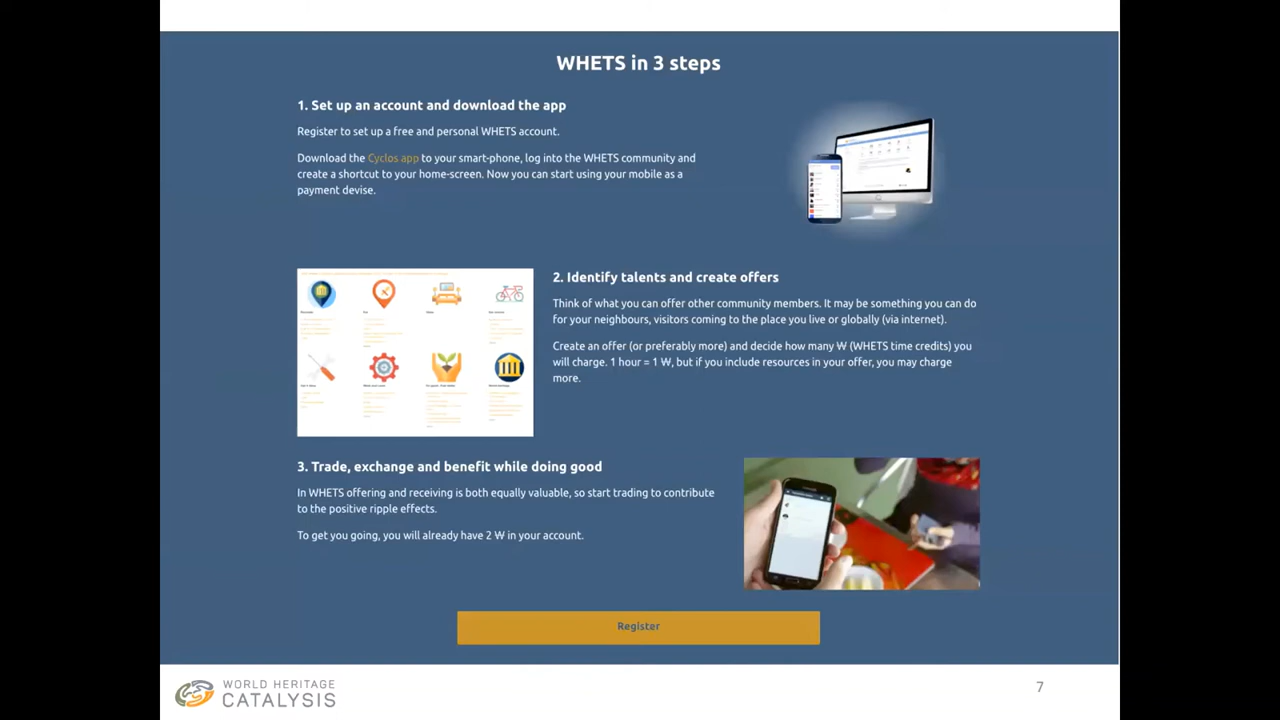 WHETS in 3 steps
1. Set up an account and download the app
Register to set up a free and personal WHETS account.
Download the Cyclos app to your smart-phone, log into the WHETS community and
create a shortcut to your home-screen. Now you can start using your mobile as a
payment devise.
2. Identify talents and create offers
Think of what you can offer other community members. It may be something you can do
for your neighbours, visitors coming to the place you live or globally (via internet).
Create an offer (or preferably more) and decide how many ₩ (WHETS time credits) you
will charge. 1 hour = 1 ₩, but if you include resources in your offer, you may charge
more.
3. Trade, exchange and benefit while doing good
In WHETS offering and receiving is both equally valuable, so start trading to contribute
to the positive ripple effects.
To get you going, you will already have 2 ₩ in your account.
Register
WORLD HERITAGE
CATALYSIS
7